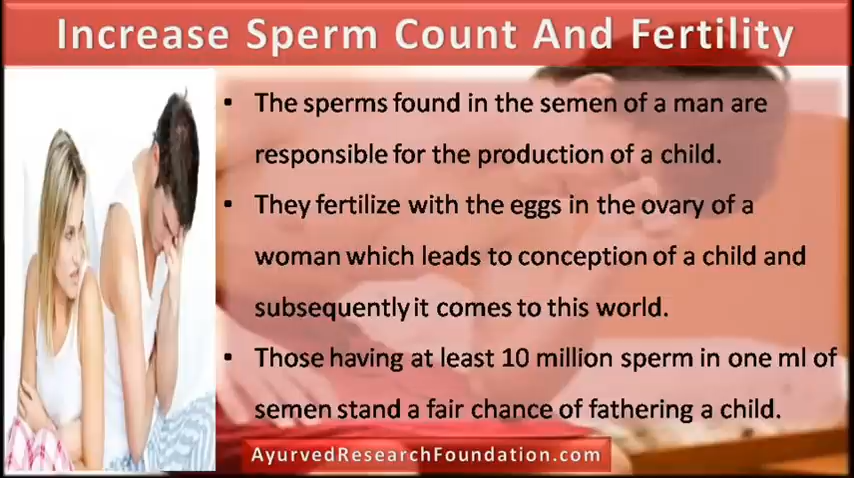 Increase Sperm Count And Fertility
• The sperms found in the semen of a man are
responsible for the production of a child.
• They fertilize with the eggs in the ovary of a
woman which leads to conception of a child and
subsequently it comes to this world.
• Those having at least 10 million sperm in one ml of
semen stand a fair chance of fathering a child.
AyurvedResearchFoundation.com